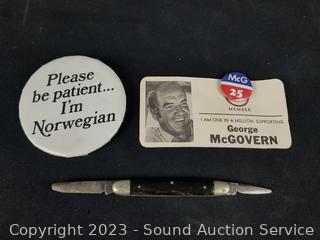 Please
be patient...
I'm
Norwegian
McG
25
MEMBER
I AM ONE IN A MILLION SUPPORTING
George
McGOVERN
Copyright 2023 - Sound Auction Service